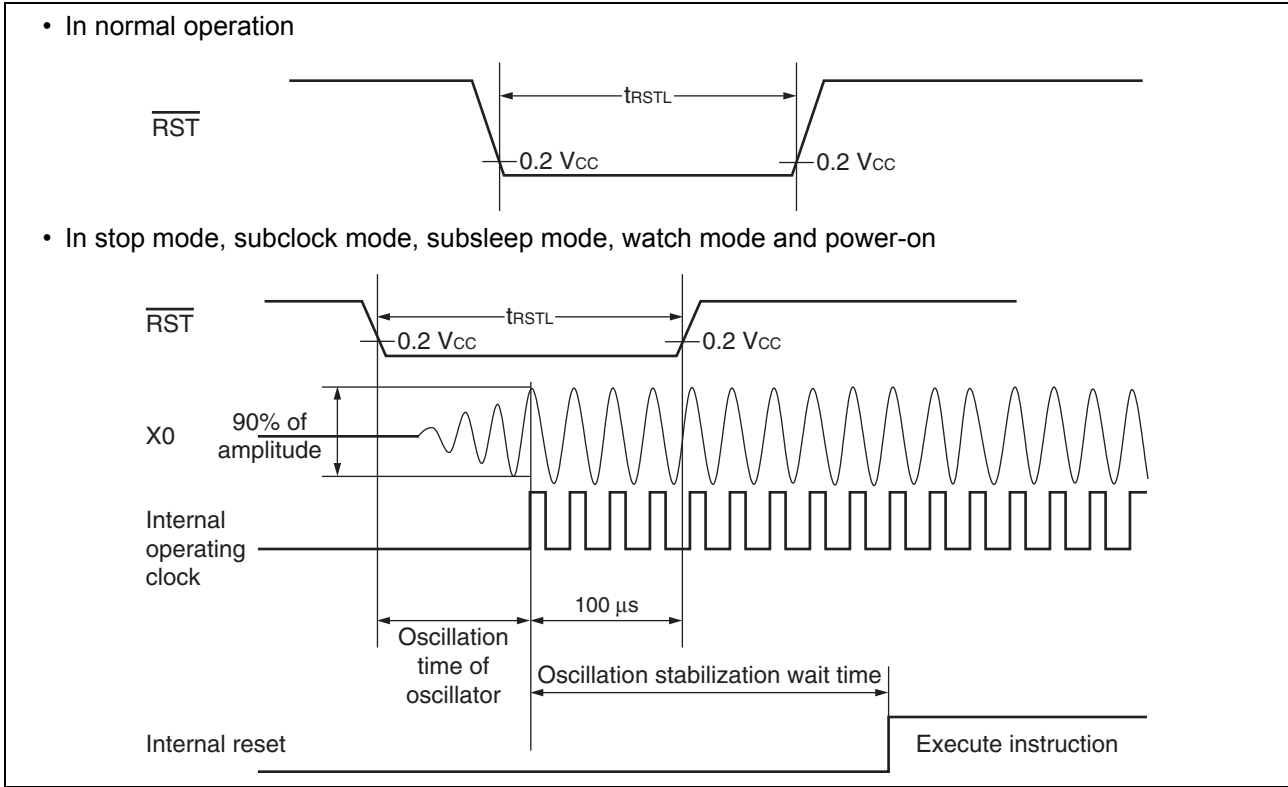 • In normal operation
tRSTL
RST
0.2 VCC
0.2 VCC
• In stop mode, subclock mode, subsleep mode, watch mode and power-on
RST
tRSTL
0.2 VCC
0.2 VCC
X0
90% of
amplitude
Internal
operating
clock
100 μs
Oscillation
time of
oscillator
Oscillation stabilization wait time
Internal reset
Execute instruction